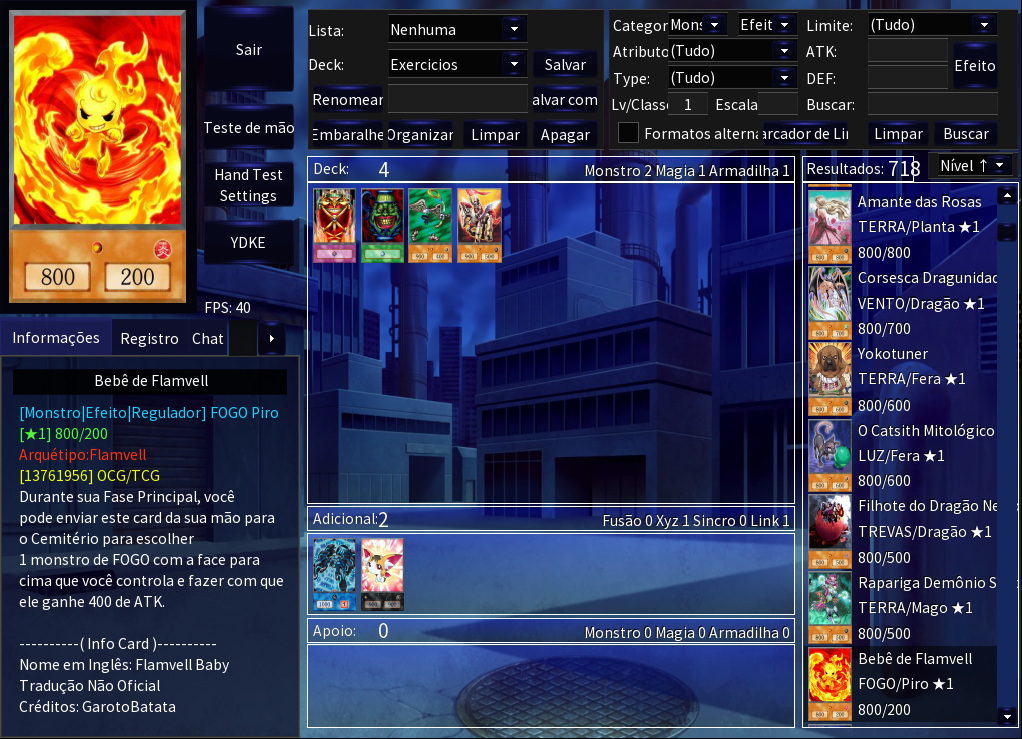 800
200
Sair
Teste de mão
Hand Test
Settings
YDKE
FPS: 40
Lista:
Nenhuma
Deck:
Exercicios
Salvar
Renomear
alvar com
Embaralhe
Organizar
Limpar
Apagar
Categor
Mons
Efeit
Limite:
(Tudo)
Atributo
(Tudo)
ATK:
Efeito
Type:
(Tudo)
DEF:
Lv/Classe
1
Escala
Buscar:
Formatos alterna
arcador de Li
Limpar
Buscar
Deck:
4
Monstro 2 Magia 1 Armadilha 1
Resultados:
718
Nível ↑
Informações
Registro
Chat
Bebê de Flamvell
[Monstro|Efeito|Regulador] FOGO Piro
[★1] 800/200
Arquétipo:Flamvell
[13761956] OCG/TCG
Durante sua Fase Principal, você
pode enviar este card da sua mão para
o Cemitério para escolher
1 monstro de FOGO com a face para
cima que você controla e fazer com que
ele ganhe 400 de ATK.
----------( Info Card )----------
Nome em Inglês: Flamvell Baby
Tradução Não Oficial
Créditos: GarotoBatata
Adicional:
2
Fusão 0 Xyz 1 Sincro 0 Link 1
Apoio:
0
Monstro 0 Magia 0 Armadilha 0
Amante das Rosas
TERRA/Planta ★1
800/800
Corsesca Dragunidad
VENTO/Dragão ★1
800/700
Yokotuner
TERRA/Fera ★1
800/600
O Catsith Mitológico
LUZ/Fera ★1
800/600
Filhote do Dragão Ne
TREVAS/Dragão ★1
800/500
Rapariga Demônio S
TERRA/Mago ★1
800/500
Bebê de Flamvell
FOGO/Piro ★1
800/200